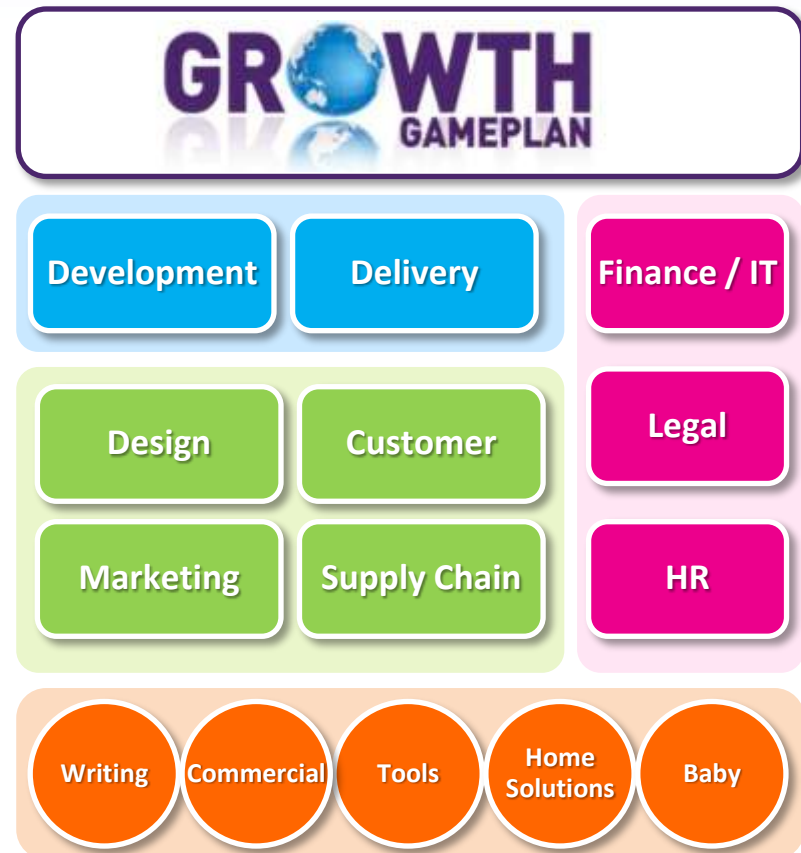 GROWTH
GAMEPLAN
Development
Delivery
Finance / IT
Design
Customer
Legal
Marketing
Supply Chain
HR
Writing
Commercial
Tools
Home
Solutions
Baby